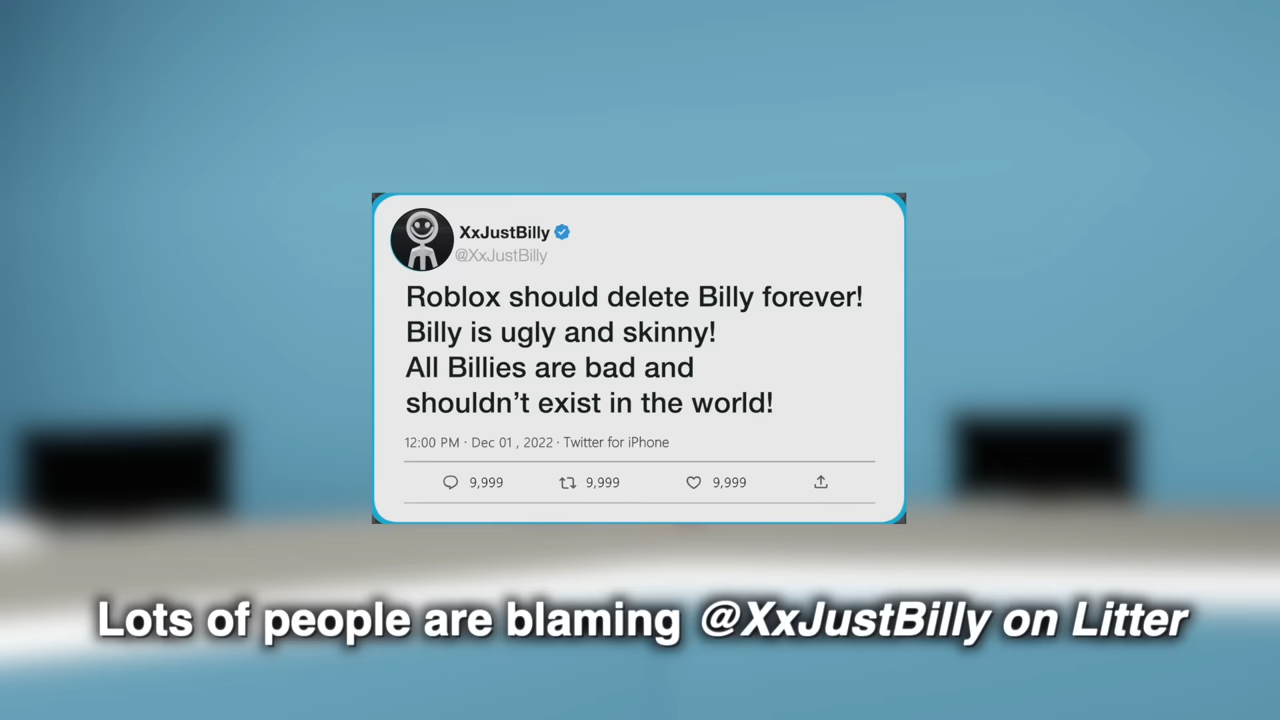 XxJustBilly
@XxJustBilly
Roblox should delete Billy forever!
Billy is ugly and skinny!
All Billies are bad and
shouldn't exist in the world!
12:00 PM · Dec 01 , 2022 · Twitter for iPhone
9,999 9,999 9,999
Lots of people are blaming @XxJustBilly on Litter